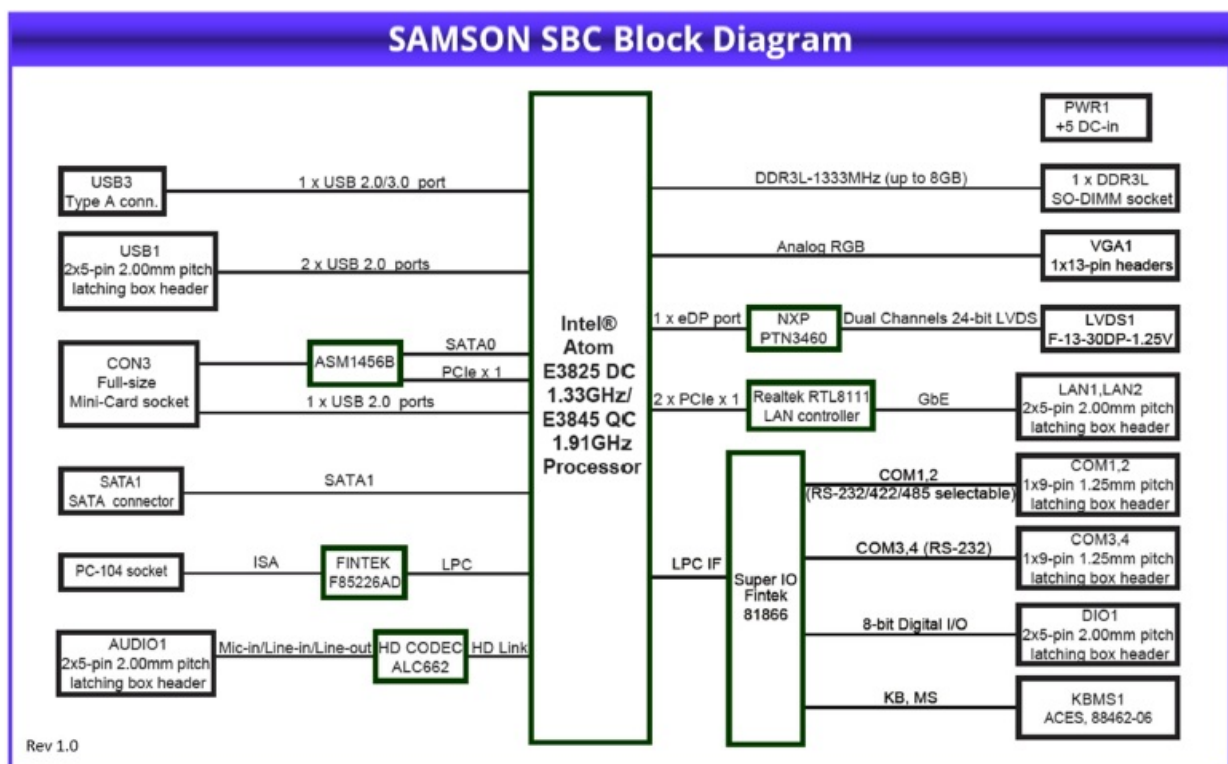 SAMSON SBC Block Diagram
PWR1
+5 DC-in
USB3
Type A conn.
1 x USB 2.0/3.0 port
DDR3L-1333MHz (up to 8GB)
1 x DDR3L
SO-DIMM socket
USB1
2x5-pin 2.00mm pitch
latching box header
2 x USB 2.0 ports
Analog RGB
VGA1
1x13-pin headers
CON3
Full-size
Mini-Card socket
ASM1456B
SATA0
PCIe x 1
1 x USB 2.0 ports
Intel®
Atom
E3825 DC
1.33GHz/
E3845 QC
1.91GHz
Processor
1 x eDP port
NXP
PTN3460
Dual Channels 24-bit LVDS
LVDS1
F-13-30DP-1.25V
2 x PCIe x 1
Realtek RTL8111
LAN controller
GbE
LAN1,LAN2
2x5-pin 2.00mm pitch
latching box header
SATA1
SATA connector
SATA1
COM1,2
(RS-232/422/485 selectable)
COM1,2
1x9-pin 1.25mm pitch
latching box header
PC-104 socket
ISA
FINTEK
F85226AD
LPC
LPC IF
Super IO
Fintek
81866
COM3,4 (RS-232)
COM3,4
1x9-pin 1.25mm pitch
latching box header
8-bit Digital I/O
DIO1
2x5-pin 2.00mm pitch
latching box header
AUDIO1
2x5-pin 2.00mm pitch
latching box header
Mic-in/Line-in/Line-out
HD CODEC
ALC662
HD Link
KB, MS
KBMS1
ACES, 88462-06
Rev 1.0